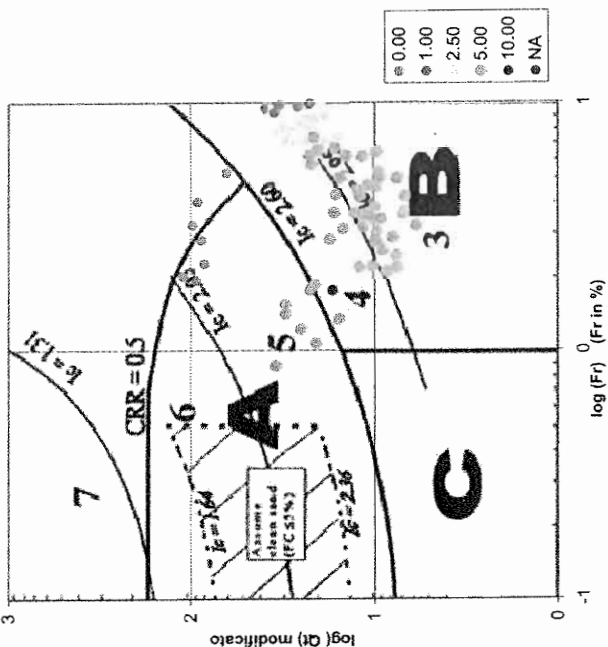 3
2
1
0
log( Qt) modificato
-1
0
1
log (Fr) (Fr in %)
7
Ic = 1.31
CRR = 0.5
6
Ic = 2.05
Ic = 1.64
A
5
Assume
clean sand
(FC ≤5%)
Ic = 2.36
Ic = 2.60
4
3
B
C
0.00
1.00
2.50
5.00
10.00
NA